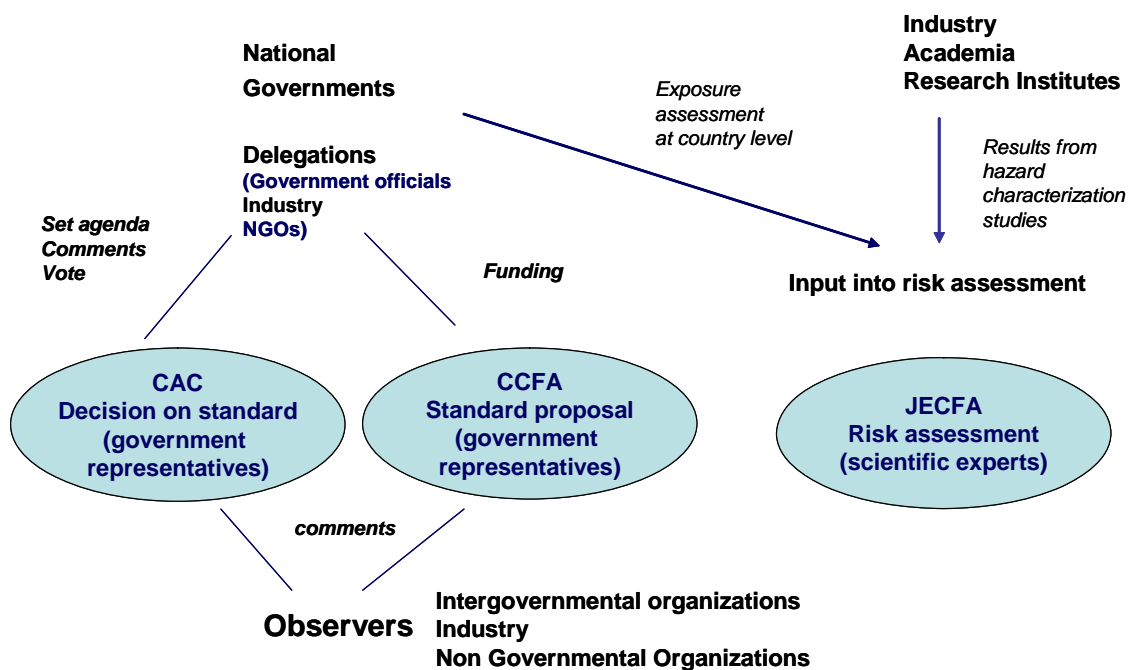 National
Governments
Industry
Academia
Research Institutes
Exposure
assessment
at country level
Delegations
(Government officials
Industry
NGOs)
Results from
hazard
characterization
studies
Set agenda
Comments
Vote
Funding
Input into risk assessment
CAC
Decision on standard
(government
representatives)
CCFA
Standard proposal
(government
representatives)
JECFA
Risk assessment
(scientific experts)
comments
Observers
Intergovernmental organizations
Industry
Non Governmental Organizations